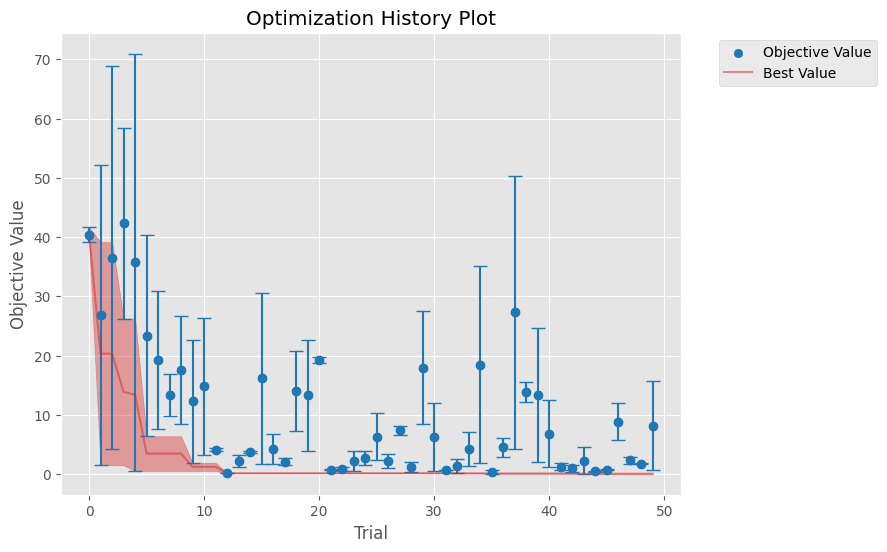 Optimization History Plot
Objective Value
Best Value
Objective Value
70
60
50
40
30
20
10
0
0 10 20 30 40 50
Trial